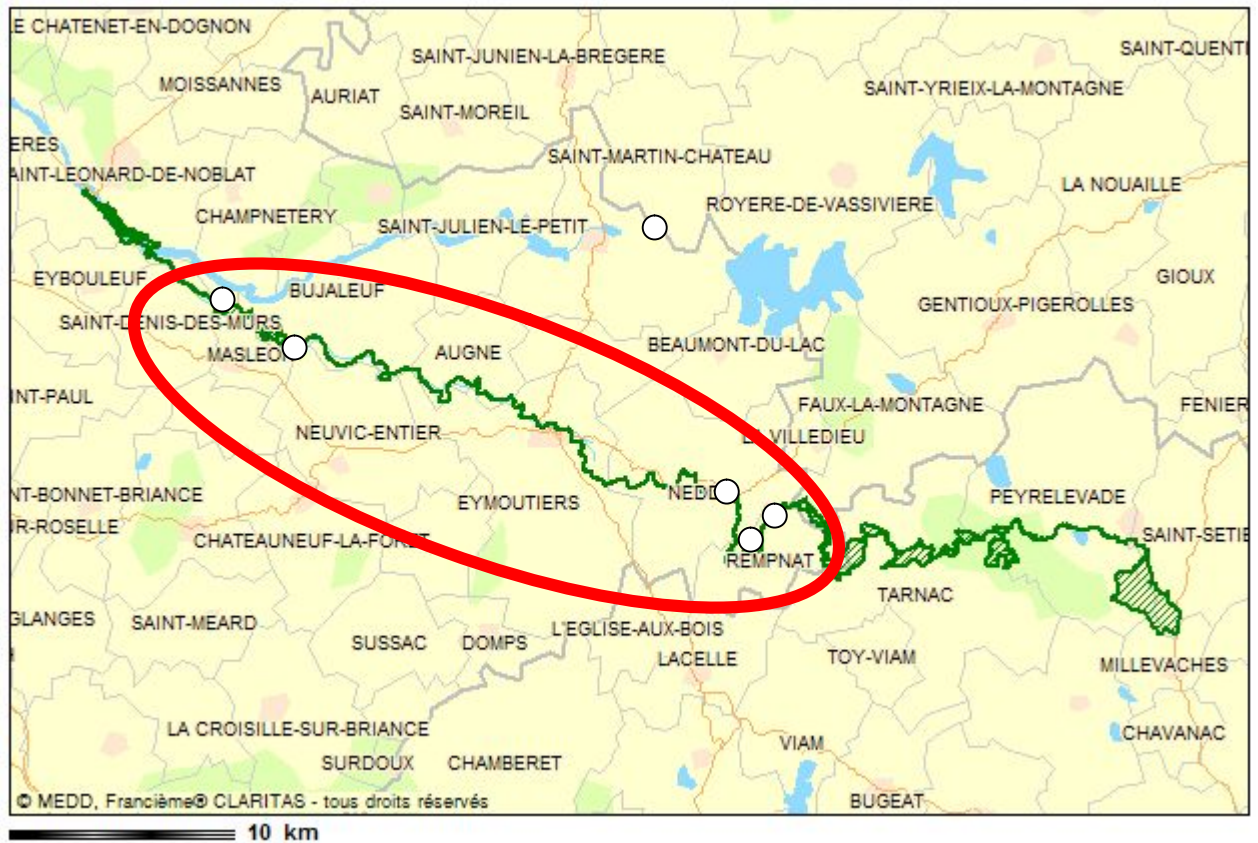 LE CHATENET-EN-DOGNON
SAINT-JUNIEN-LA-BREGERE
SAINT-QUENTI
MOISSANNES
AURIAT
SAINT-YRIEIX-LA-MONTAGNE
SAINT-MOREIL
ERES
SAINT-MARTIN-CHATEAU
AINT-LEONARD-DE-NOBLAT
LA NOUAILLE
ROYERE-DE-VASSIVIERE
CHAMPNETERY
SAINT-JULIEN-LE-PETIT
EYBOULEUF
GIOUX
BUJALEUF
GENTIOUX-PIGEROLLES
SAINT-DENIS-DES-MURS
BEAUMONT-DU-LAC
MASLEO
AUGNE
INT-PAUL
FAUX-LA-MONTAGNE
FENIER
NEUVIC-ENTIER
LA VILLEDIEU
NT-BONNET-BRIANCE
NEDD
PEYRELEVADE
EYMOUTIERS
UR-ROSELLE
SAINT-SETIE
CHATEAUNEUF-LA-FORET
REMPNAT
TARNAC
GLANGES
SAINT-MEARD
L'EGLISE-AUX-BOIS
SUSSAC
DOMPS
LACELLE
TOY-VIAM
MILLEVACHES
LA CROISILLE-SUR-BRIANCE
CHAVANAC
VIAM
SURDOUX
CHAMBERET
© MEDD, Francième® CLARITAS - tous droits réservés
BUGEAT
10 km